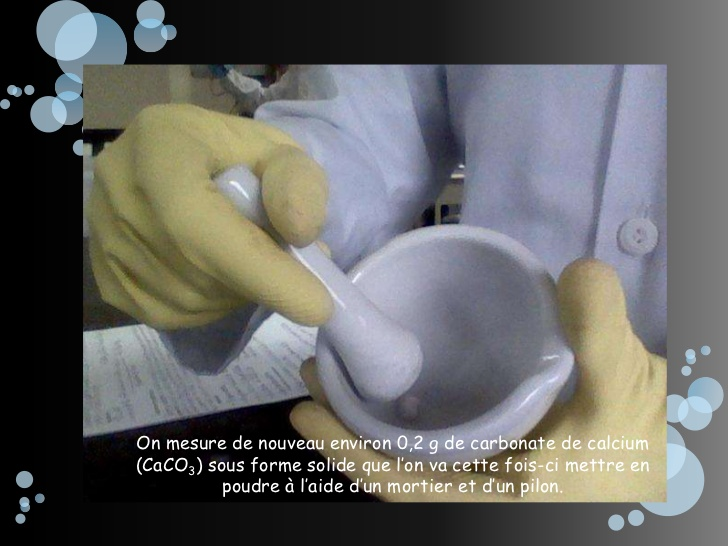 On mesure de nouveau environ 0,2 g de carbonate de calcium
(CaCO₃) sous forme solide que l'on va cette fois-ci mettre en
poudre à l'aide d'un mortier et d'un pilon.